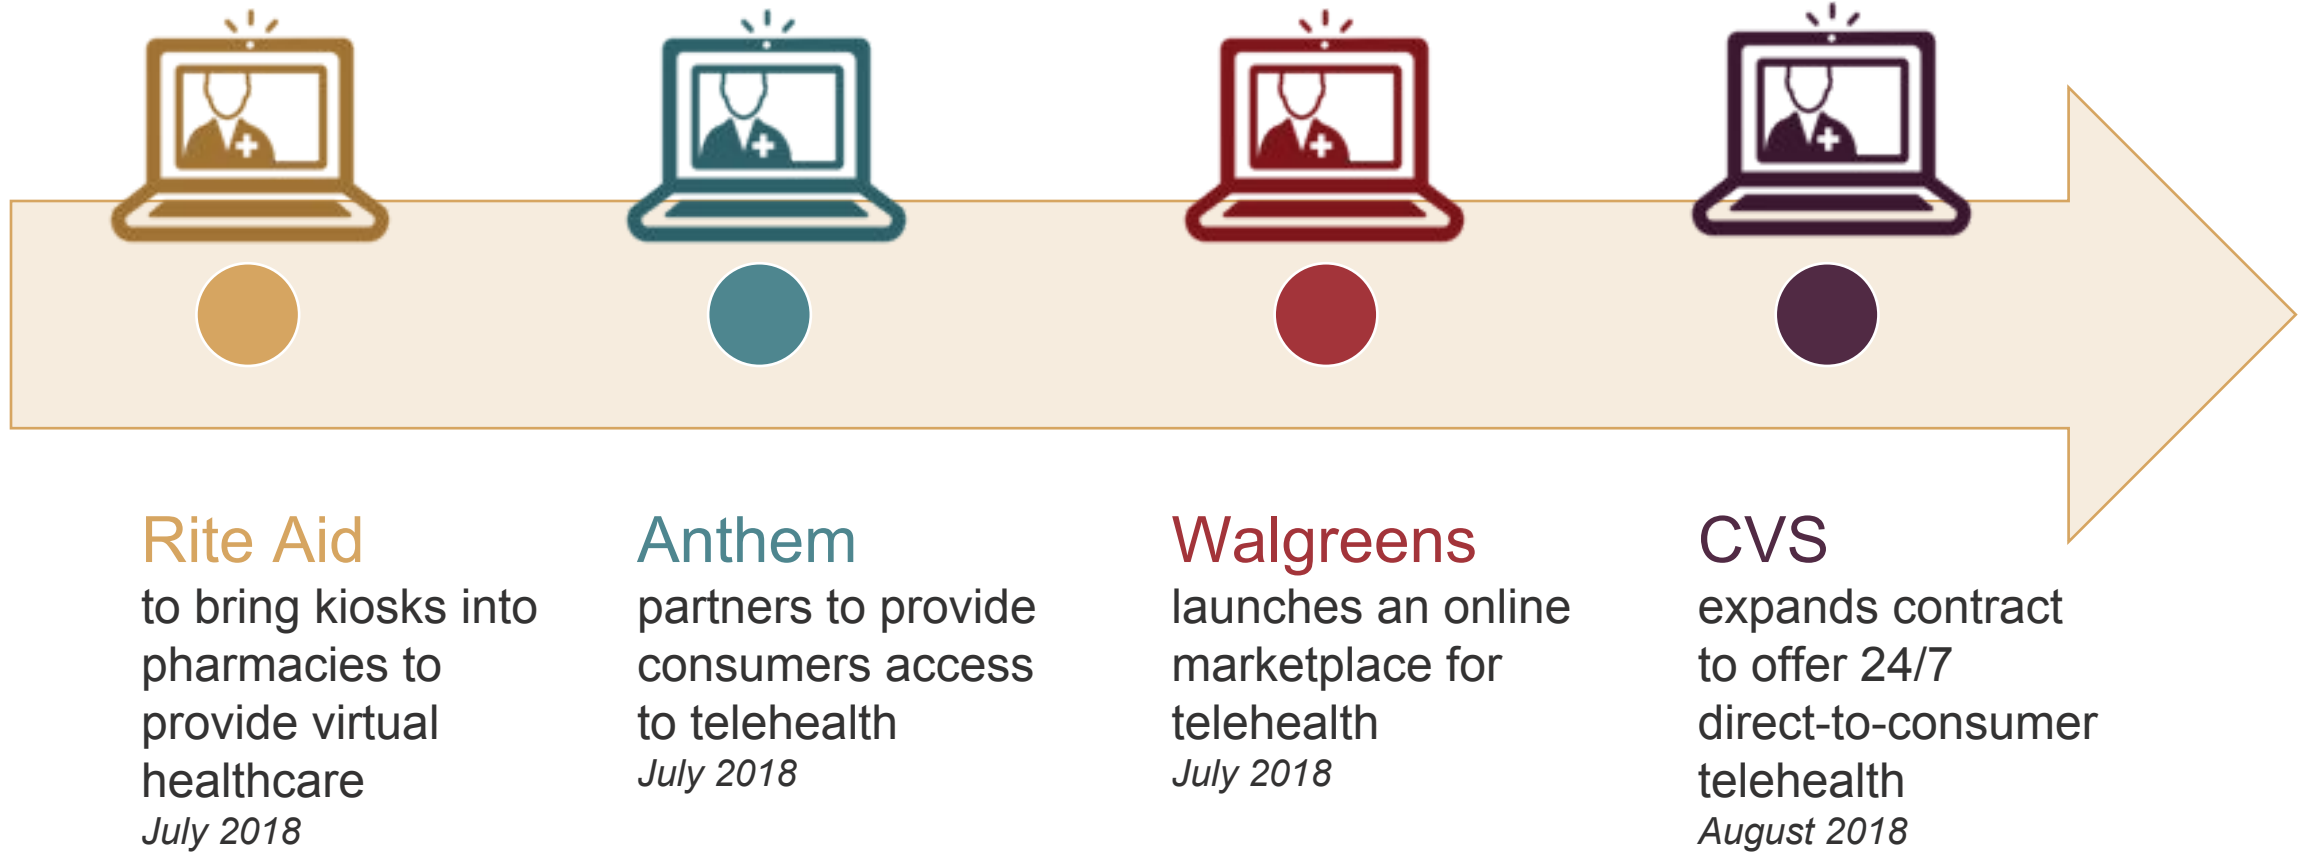 Rite Aid
to bring kiosks into
pharmacies to
provide virtual
healthcare
July 2018
Anthem
partners to provide
consumers access
to telehealth
July 2018
Walgreens
launches an online
marketplace for
telehealth
July 2018
CVS
expands contract
to offer 24/7
direct-to-consumer
telehealth
August 2018